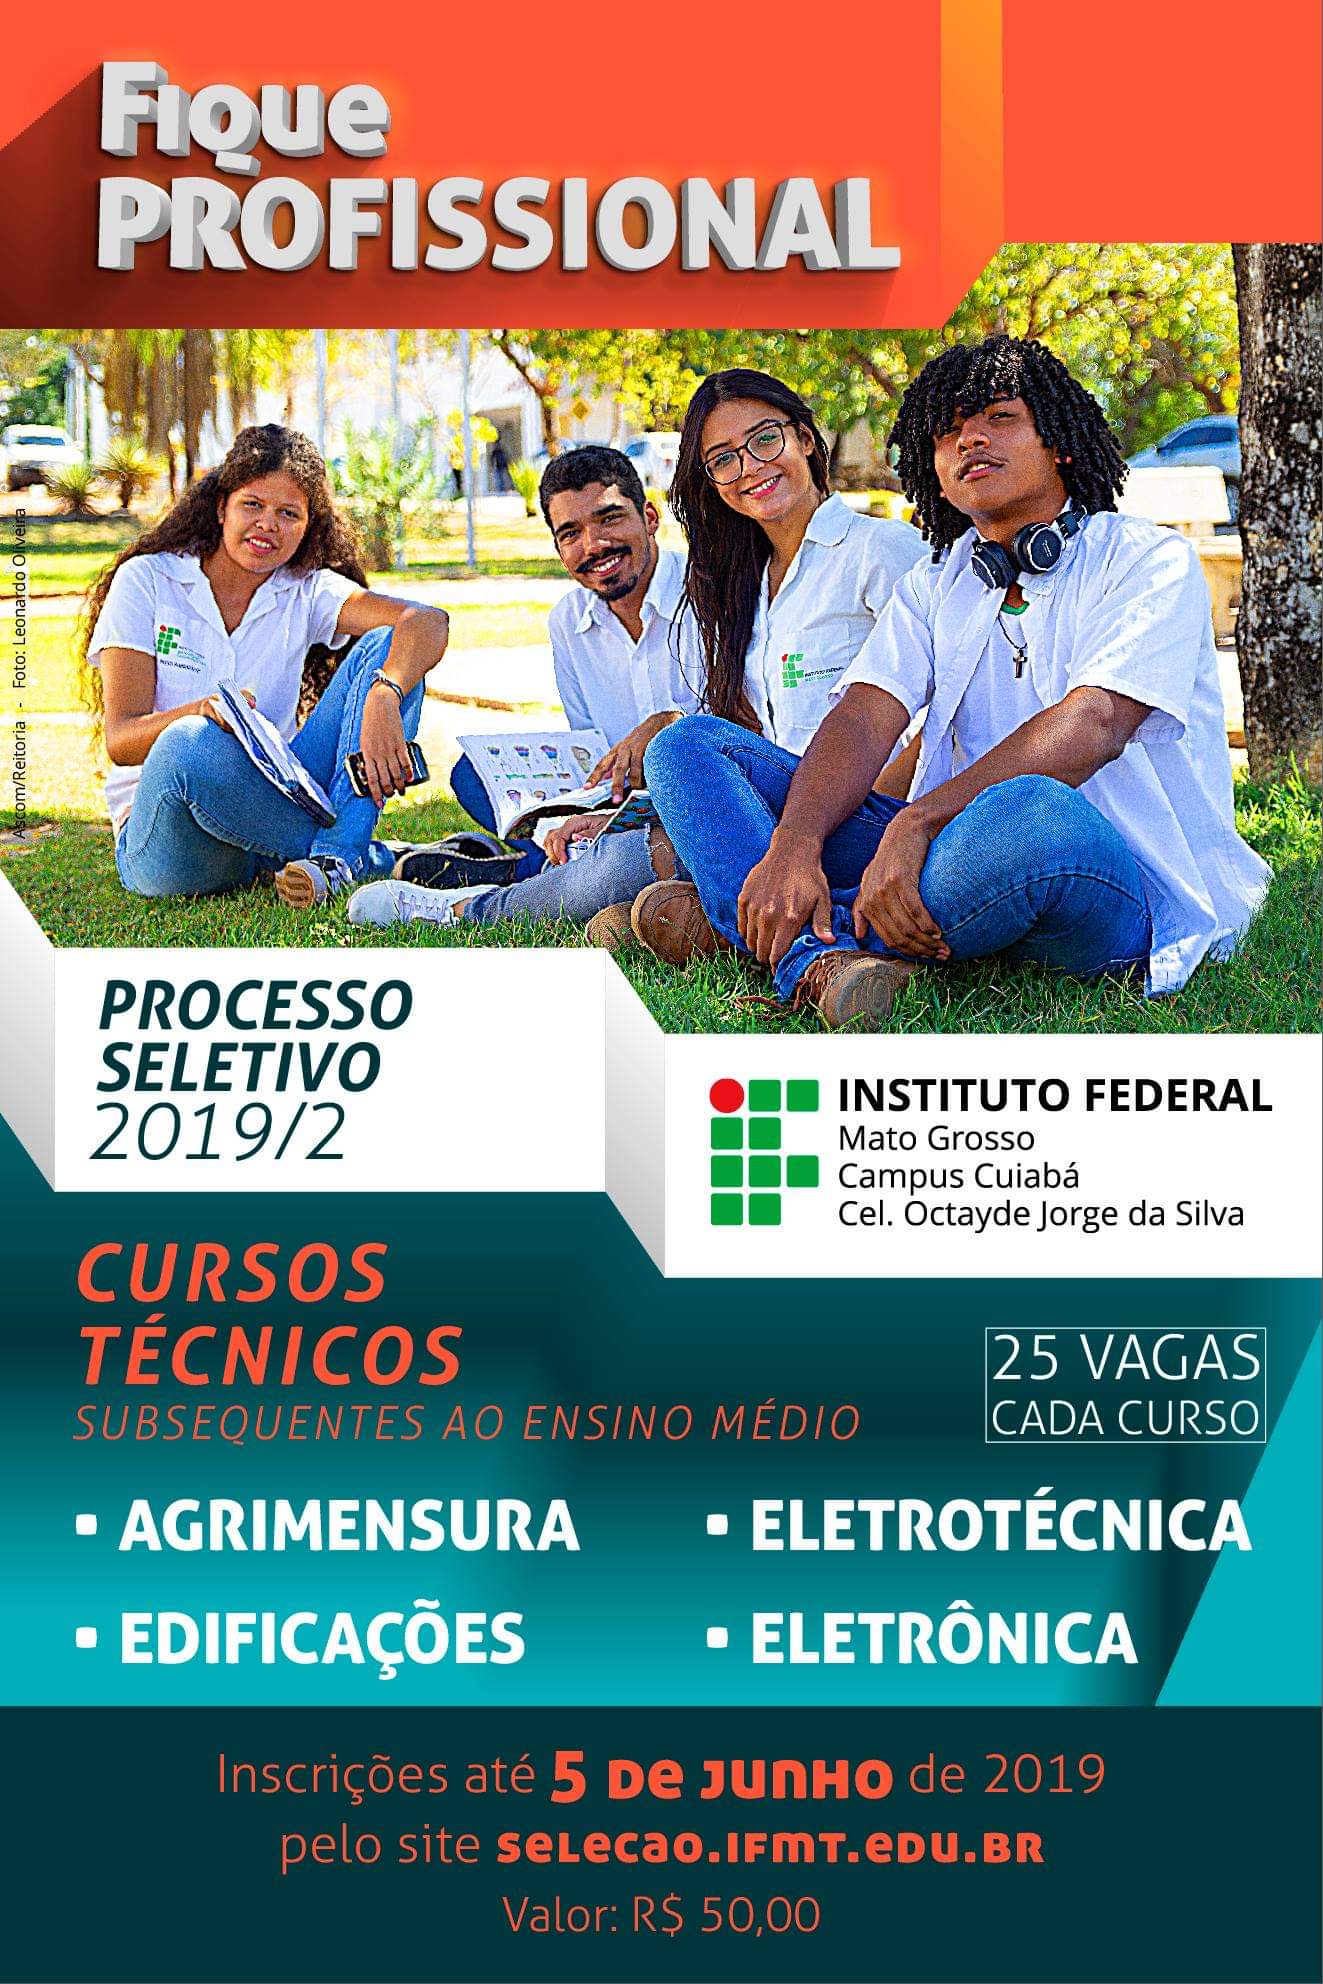 Fique
PROFISSIONAL
Ascom/Reitoria - Foto: Leonardo Oliveira
INSTITUTO FEDERAL
PROCESSO
SELETIVO
2019/2
INSTITUTO FEDERAL
Mato Grosso
Campus Cuiabá
Cel. Octayde Jorge da Silva
CURSOS
TÉCNICOS
SUBSEQUENTES AO ENSINO MÉDIO
25 VAGAS
CADA CURSO
• AGRIMENSURA
• ELETROTÉCNICA
• EDIFICAÇÕES
• ELETRÔNICA
Inscrições até 5 DE JUNHO de 2019
pelo site seLecao.IFmT.eDU.BR
Valor: R$ 50,00